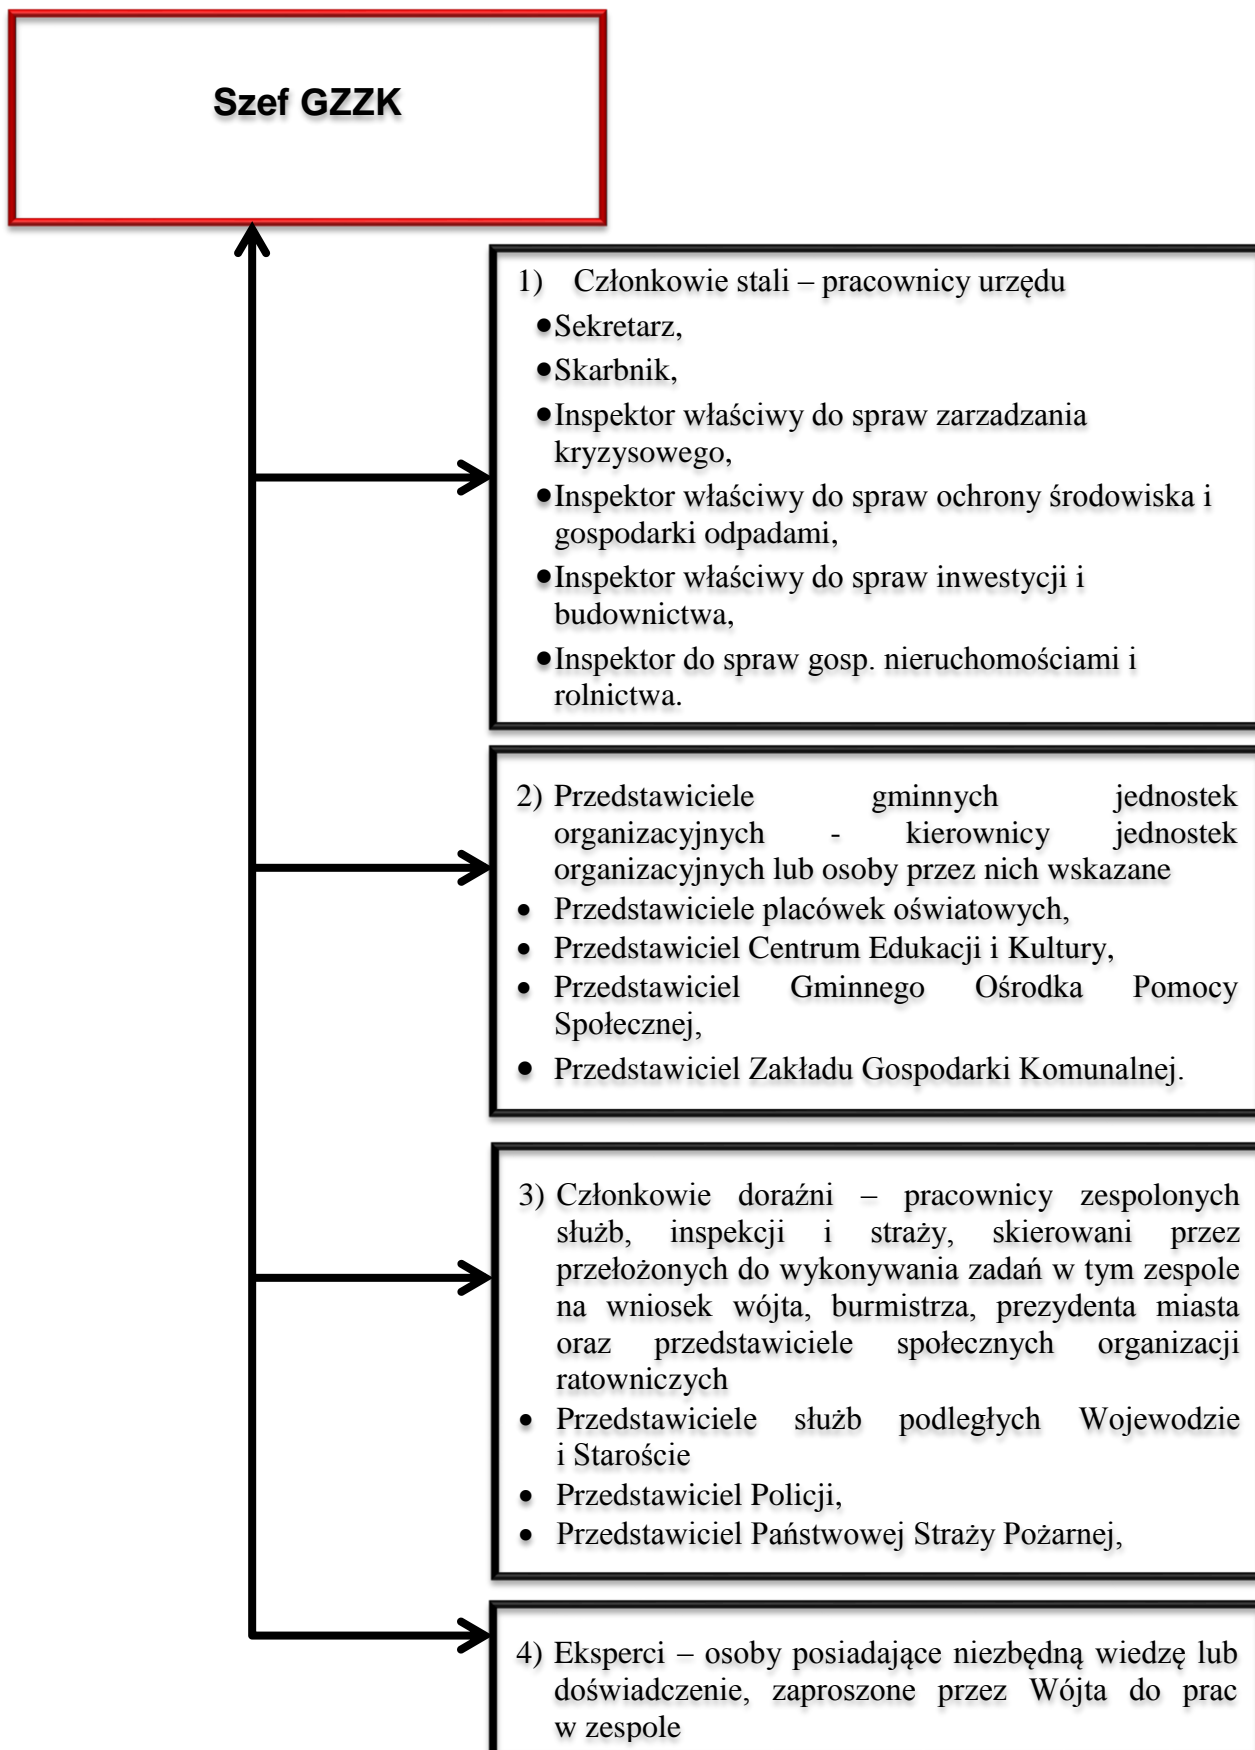 Szef GZZK
1) Członkowie stali – pracownicy urzędu
•Sekretarz,
•Skarbnik,
•Inspektor właściwy do spraw zarzadzania
kryzysowego,
•Inspektor właściwy do spraw ochrony środowiska i
gospodarki odpadami,
•Inspektor właściwy do spraw inwestycji i
budownictwa,
•Inspektor do spraw gosp. nieruchomościami i
rolnictwa.
2) Przedstawiciele gminnych jednostek
organizacyjnych - kierownicy jednostek
organizacyjnych lub osoby przez nich wskazane
• Przedstawiciele placówek oświatowych,
• Przedstawiciel Centrum Edukacji i Kultury,
• Przedstawiciel Gminnego Ośrodka Pomocy
Społecznej,
• Przedstawiciel Zakładu Gospodarki Komunalnej.
3) Członkowie doraźni – pracownicy zespolonych
służb, inspekcji i straży, skierowani przez
przełożonych do wykonywania zadań w tym zespole
na wniosek wójta, burmistrza, prezydenta miasta
oraz przedstawiciele społecznych organizacji
ratowniczych
• Przedstawiciele służb podległych Wojewodzie
i Staroście
• Przedstawiciel Policji,
• Przedstawiciel Państwowej Straży Pożarnej,
4) Eksperci – osoby posiadające niezbędną wiedzę lub
doświadczenie, zaproszone przez Wójta do prac
w zespole